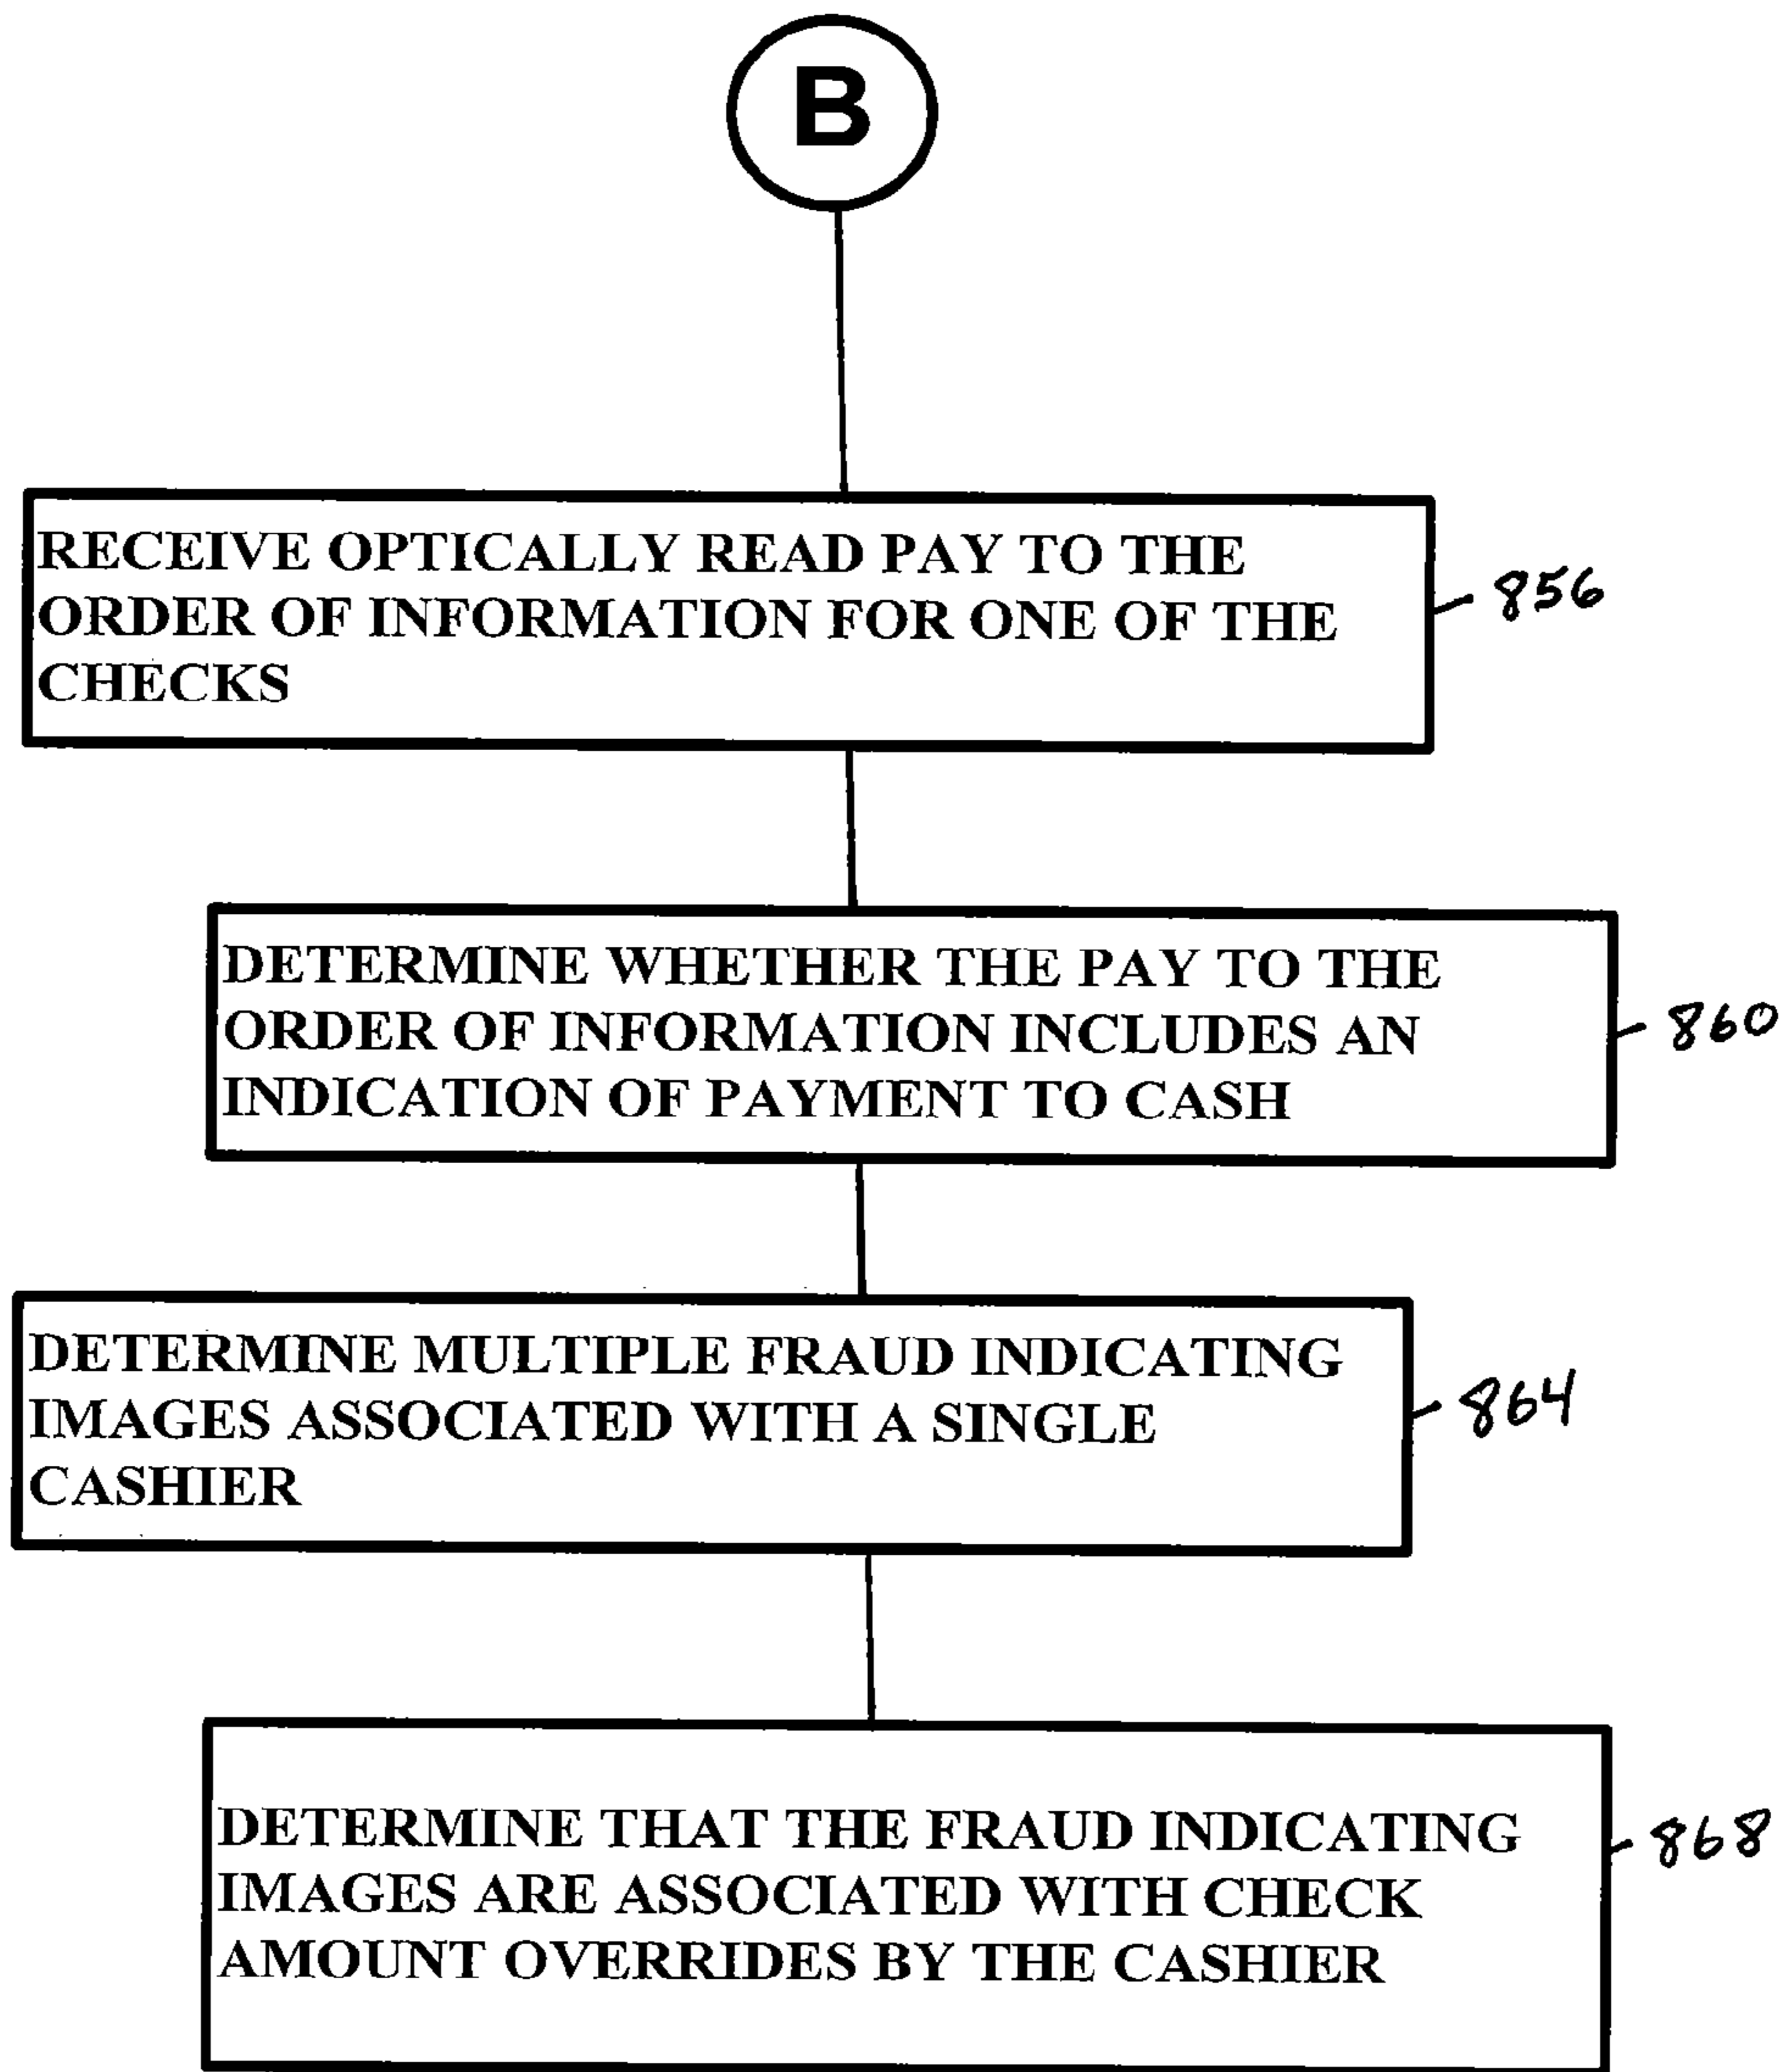 B
RECEIVE OPTICALLY READ PAY TO THE
ORDER OF INFORMATION FOR ONE OF THE
CHECKS
856
DETERMINE WHETHER THE PAY TO THE
ORDER OF INFORMATION INCLUDES AN
INDICATION OF PAYMENT TO CASH
860
DETERMINE MULTIPLE FRAUD INDICATING
IMAGES ASSOCIATED WITH A SINGLE
CASHIER
864
DETERMINE THAT THE FRAUD INDICATING
IMAGES ARE ASSOCIATED WITH CHECK
AMOUNT OVERRIDES BY THE CASHIER
868